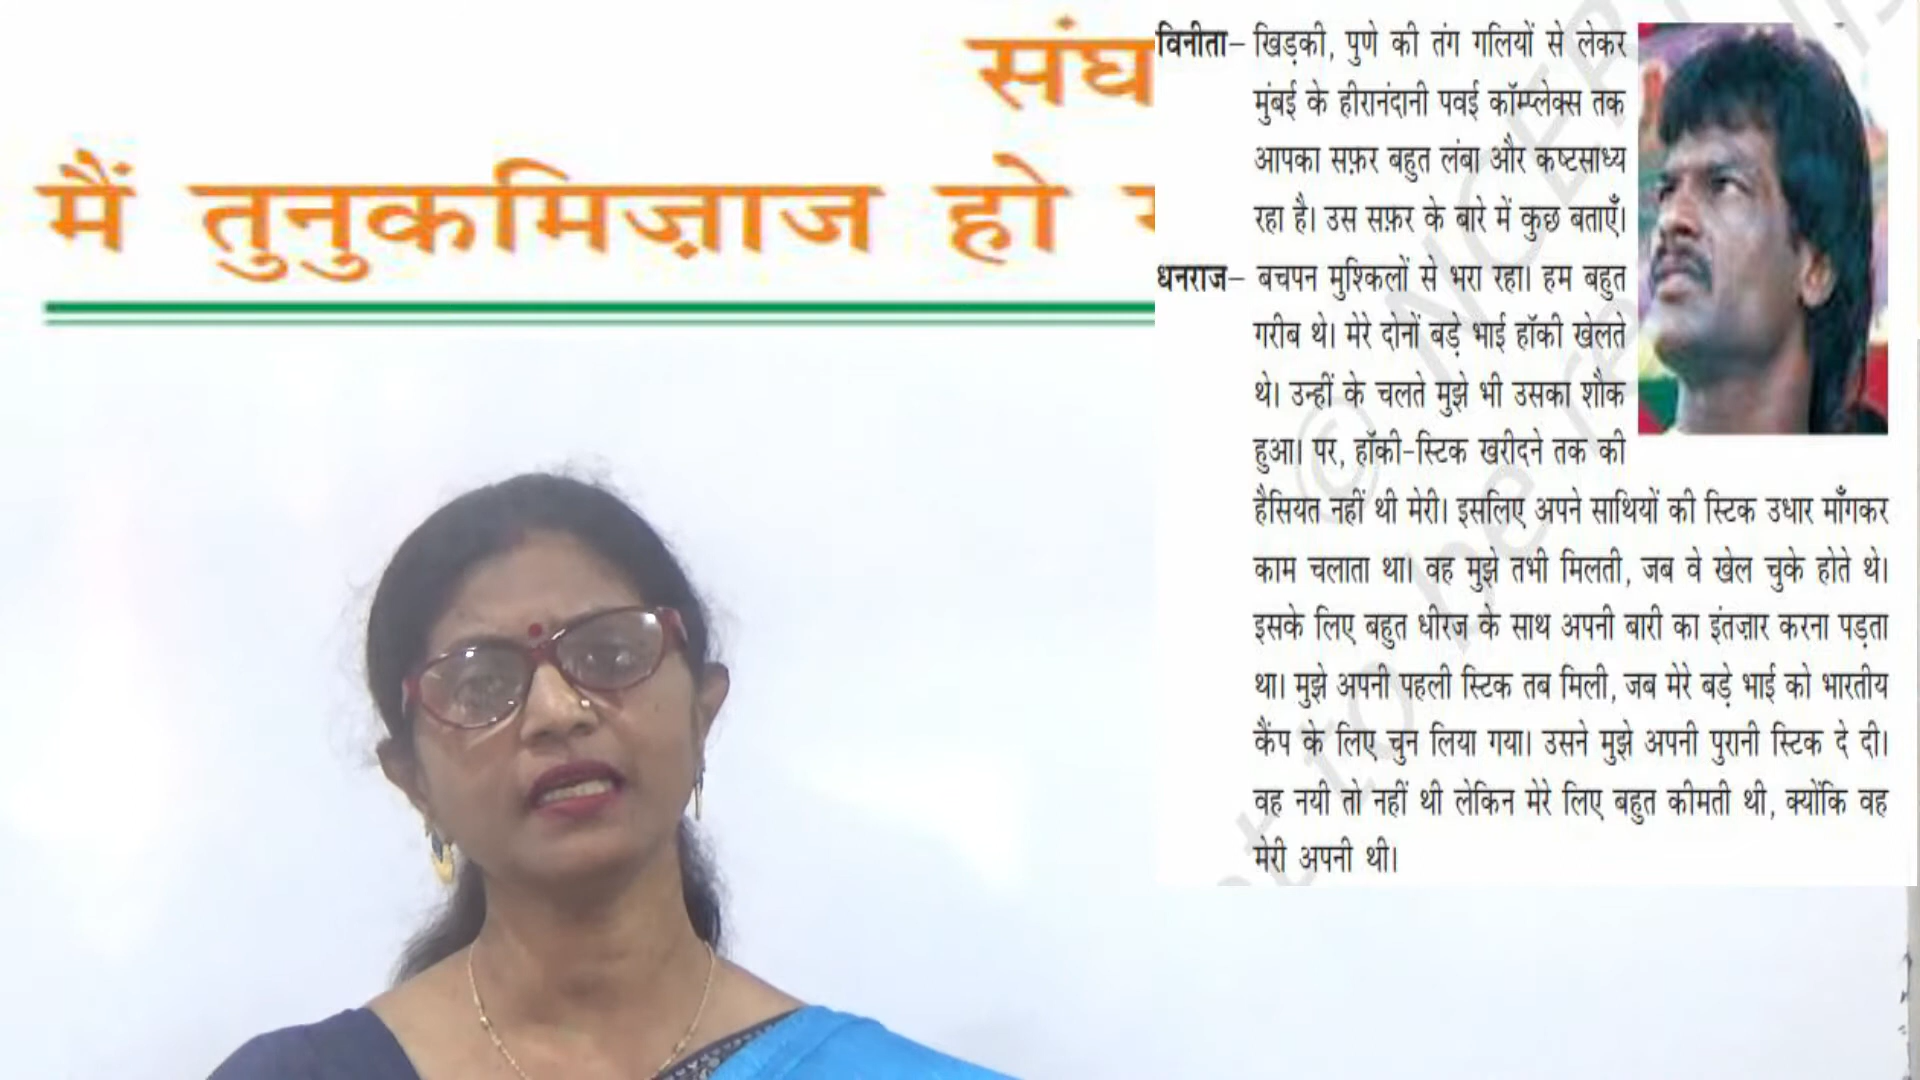 संघ
में तुनुकमिज़ाज हो
विनीता– खिड़की, पुणे की तंग गलियों से लेकर
मुंबई के हीरानंदानी पवई कॉम्प्लेक्स तक
आपका सफ़र बहुत लंबा और कष्टसाध्य
रहा है। उस सफ़र के बारे में कुछ बताएँ।
धनराज– बचपन मुश्किलों से भरा रहा। हम बहुत
गरीब थे। मेरे दोनों बड़े भाई हॉकी खेलते
थे। उन्हीं के चलते मुझे भी उसका शौक
हुआ। पर, हॉकी-स्टिक खरीदने तक की
हैसियत नहीं थी मेरी। इसलिए अपने साथियों की स्टिक उधार माँगकर
काम चलाता था। वह मुझे तभी मिलती, जब वे खेल चुके होते थे।
इसके लिए बहुत धीरज के साथ अपनी बारी का इंतज़ार करना पड़ता
था। मुझे अपनी पहली स्टिक तब मिली, जब मेरे बड़े भाई को भारतीय
कैंप के लिए चुन लिया गया। उसने मुझे अपनी पुरानी स्टिक दे दी।
वह नयी तो नहीं थी लेकिन मेरे लिए बहुत कीमती थी, क्योंकि वह
मेरी अपनी थी।